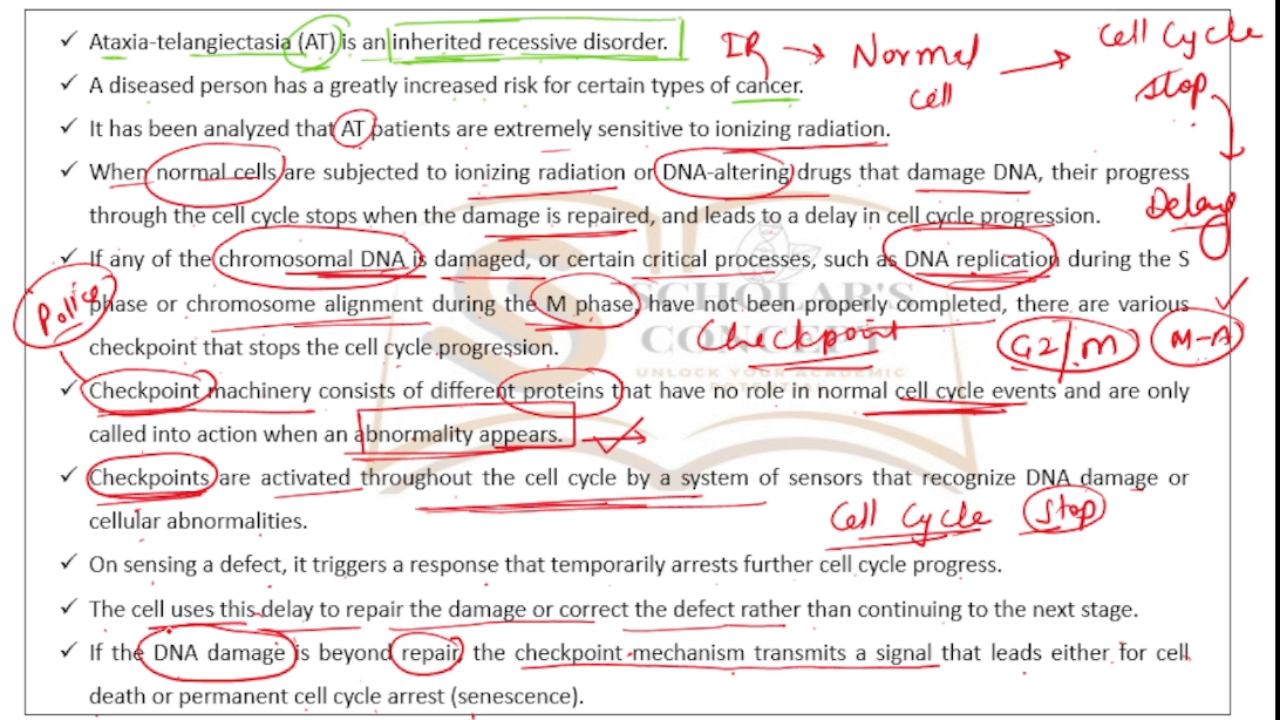 ✓ Ataxia-telangiectasia (AT) is an inherited recessive disorder.
IR → Normal cell → Cell Cycle Stop
Delay
✓ A diseased person has a greatly increased risk for certain types of cancer.
✓ It has been analyzed that AT patients are extremely sensitive to ionizing radiation.
✓ When normal cells are subjected to ionizing radiation or DNA-altering drugs that damage DNA, their progress
through the cell cycle stops when the damage is repaired, and leads to a delay in cell cycle progression.
✓ If any of the chromosomal DNA is damaged, or certain critical processes, such as DNA replication during the S
phase or chromosome alignment during the M phase, have not been properly completed, there are various
checkpoint that stops the cell cycle progression.
Police
Checkpoint
G2/M
M-A
SCHOLAR'S
CONCEPT
UNLOCK YOUR ACADEMIC
POTENTIAL
✓ Checkpoint machinery consists of different proteins that have no role in normal cell cycle events and are only
called into action when an abnormality appears.
✓ Checkpoints are activated throughout the cell cycle by a system of sensors that recognize DNA damage or
cellular abnormalities.
Cell Cycle Stop
✓ On sensing a defect, it triggers a response that temporarily arrests further cell cycle progress.
✓ The cell uses this delay to repair the damage or correct the defect rather than continuing to the next stage.
✓ If the DNA damage is beyond repair, the checkpoint mechanism transmits a signal that leads either for cell
death or permanent cell cycle arrest (senescence).